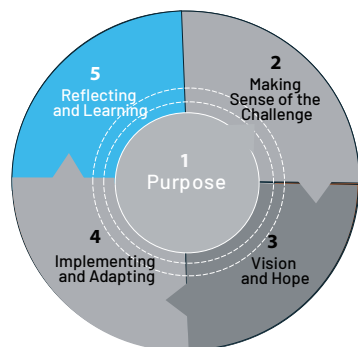 1
Purpose
2
Making
Sense of the
Challenge
3
Vision
and Hope
4
Implementing
and Adapting
5
Reflecting
and Learning